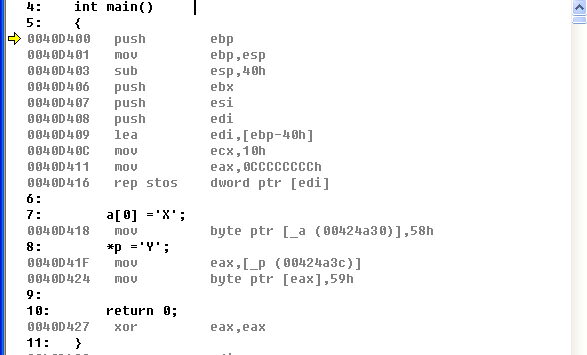 4: int main()
5: {
0040D400 push ebp
0040D401 mov ebp,esp
0040D403 sub esp,40h
0040D406 push ebx
0040D407 push esi
0040D408 push edi
0040D409 lea edi,[ebp-40h]
0040D40C mov ecx,10h
0040D411 mov eax,0CCCCCCCCh
0040D416 rep stos dword ptr [edi]
6:
7: a[0] ='X';
0040D418 mov byte ptr [_a (00424a30)],58h
8: *p ='Y';
0040D41F mov eax,[_p (00424a3c)]
0040D424 mov byte ptr [eax],59h
9:
10: return 0;
0040D427 xor eax,eax
11: }